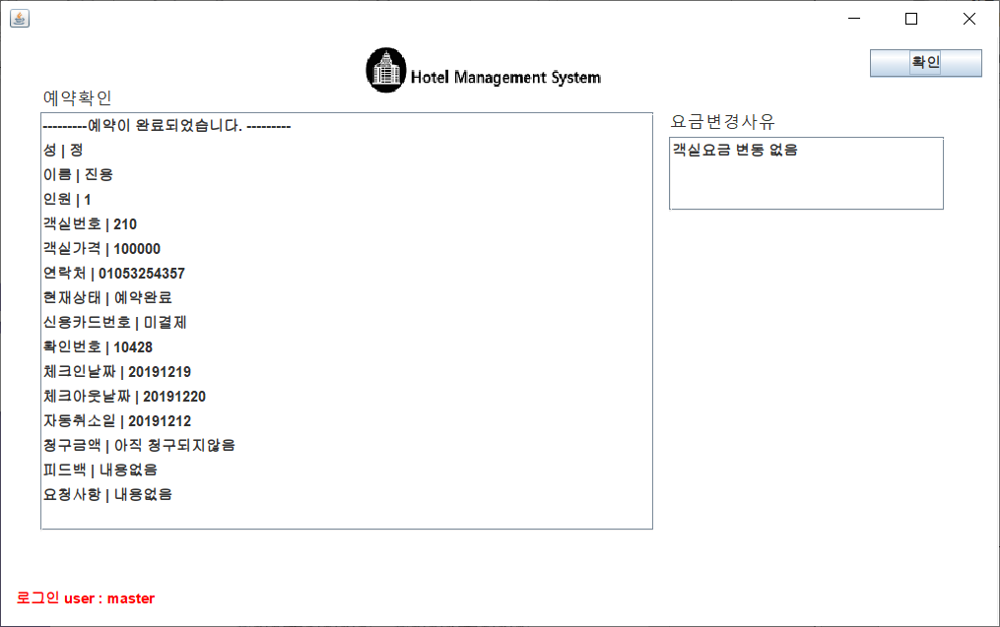 Hotel Management System
확인
예약확인
---------예약이 완료되었습니다. ---------
성 | 정
이름 | 진용
인원 | 1
객실번호 | 210
객실가격 | 100000
연락처 | 01053254357
현재상태 | 예약완료
신용카드번호 | 미결제
확인번호 | 10428
체크인날짜 | 20191219
체크아웃날짜 | 20191220
자동취소일 | 20191212
청구금액 | 아직 청구되지않음
피드백 | 내용없음
요청사항 | 내용없음
요금변경사유
객실요금 변동 없음
로그인 user : master